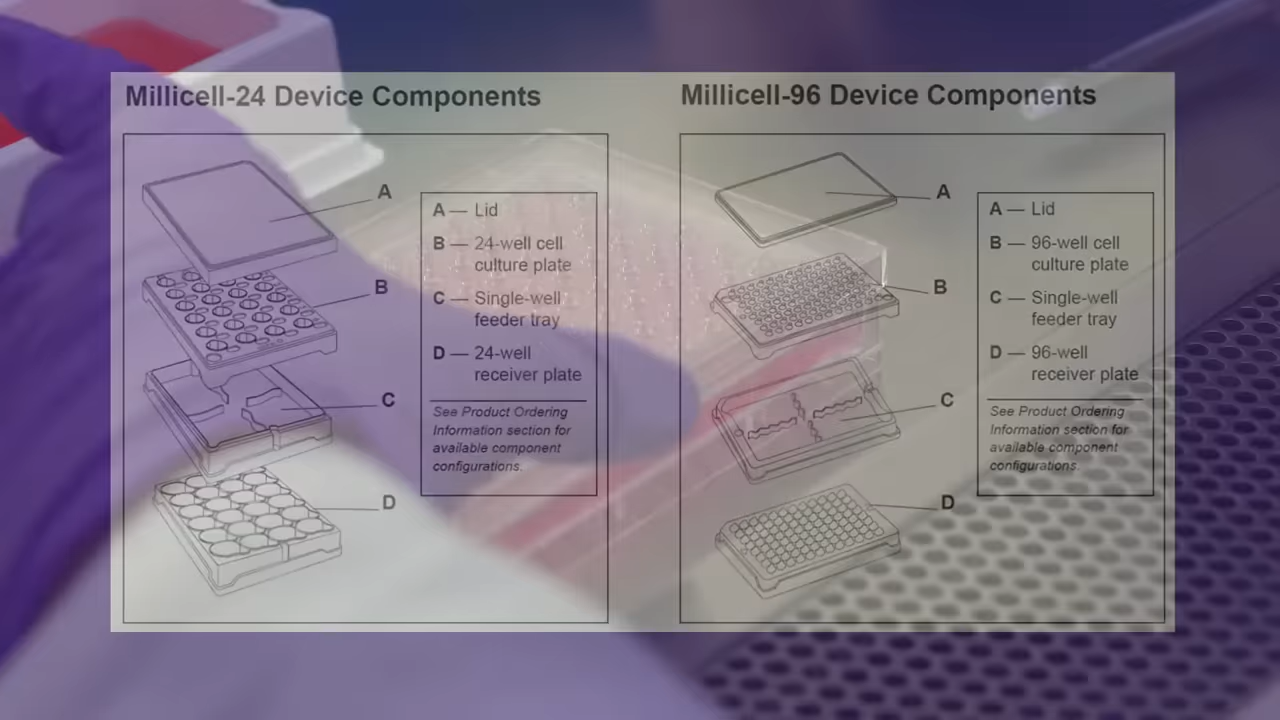 Millicell-24 Device Components
A
B
C
D
A — Lid
B — 24-well cell
culture plate
C — Single-well
feeder tray
D — 24-well
receiver plate
See Product Ordering
Information section for
available component
configurations.
Millicell-96 Device Components
A
B
C
D
A — Lid
B — 96-well cell
culture plate
C — Single-well
feeder tray
D — 96-well
receiver plate
See Product Ordering
Information section for
available component
configurations.